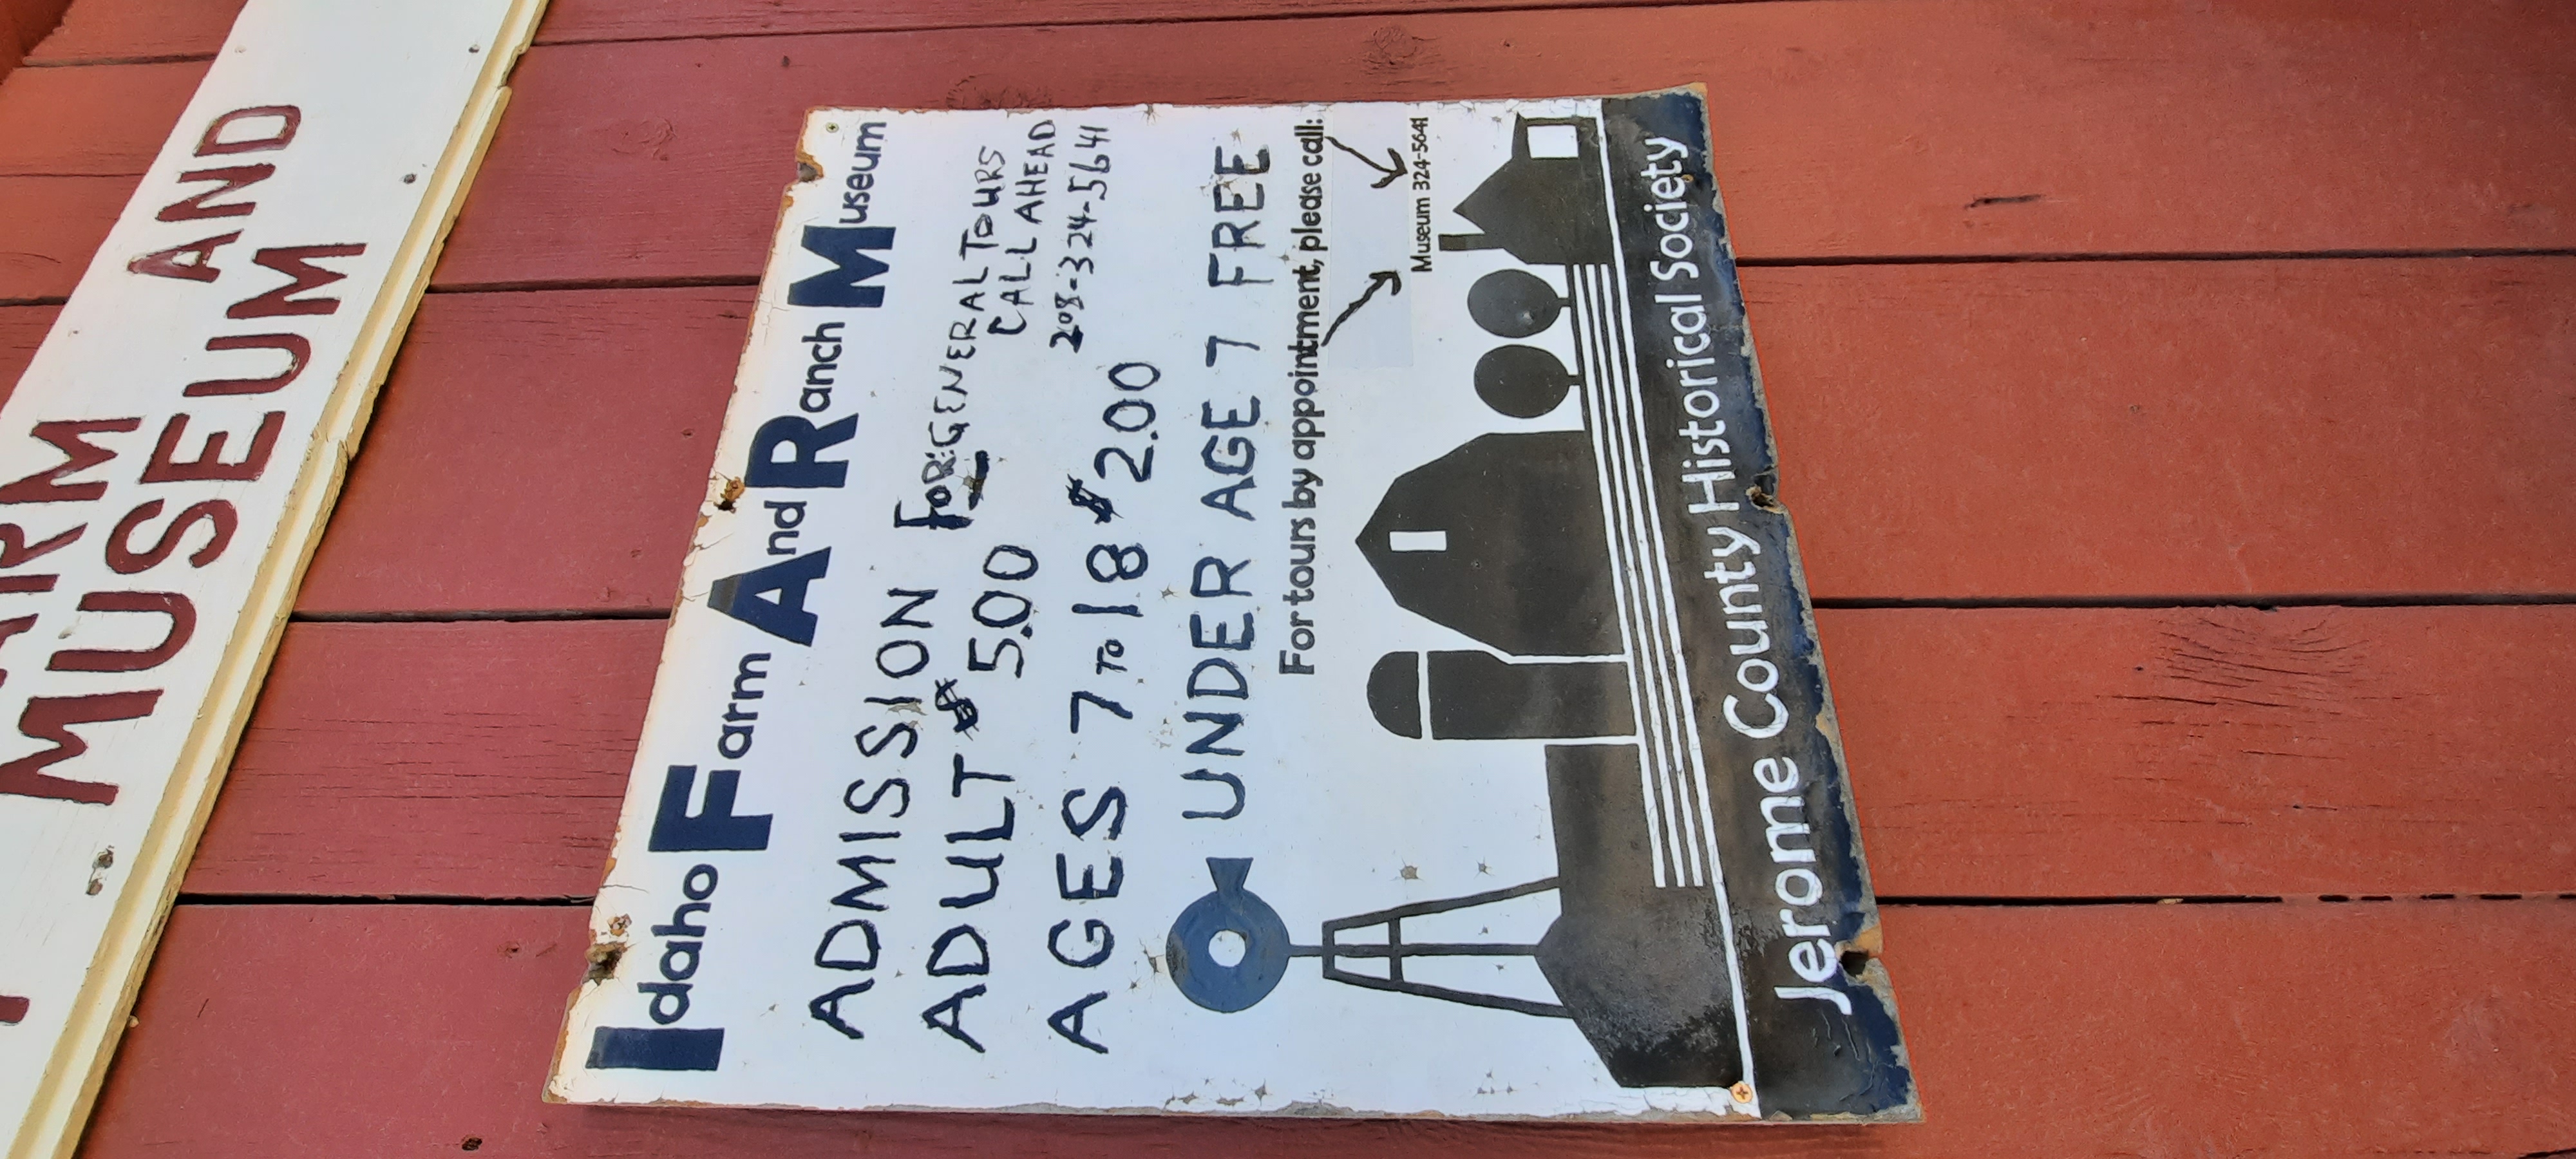 AND
MUSEUM
Idaho Farm And Ranch Museum
ADMISSION FOR: GENERAL TOURS
CALL AHEAD
208-324-5641
ADULT $ 5.00
AGES 7 TO 18 $ 2.00
UNDER AGE 7 FREE
For tours by appointment, please call:
Museum 324-5641
Jerome County Historical Society